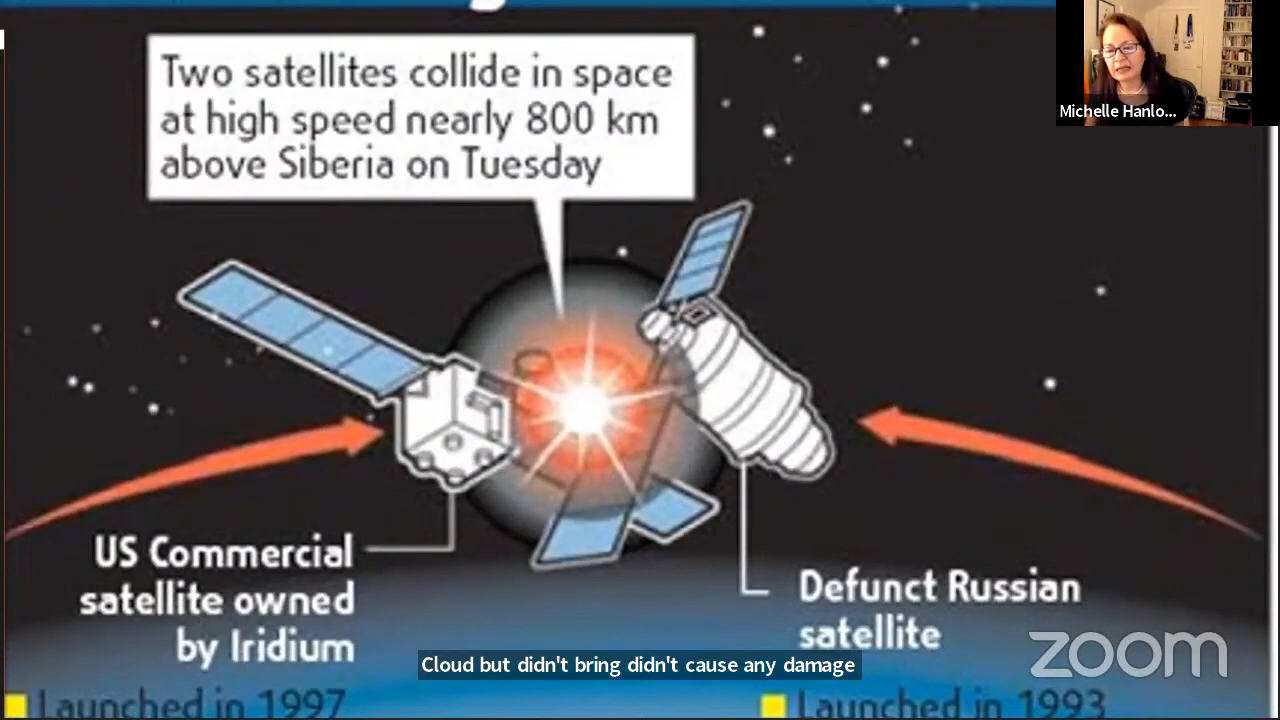 Two satellites collide in space
at high speed nearly 800 km
above Siberia on Tuesday
Michelle Hanlo...
US Commercial
satellite owned
by Iridium
Defunct Russian
satellite
zoom
Cloud but didn't bring didn't cause any damage
Launched in 1997
Launched in 1993